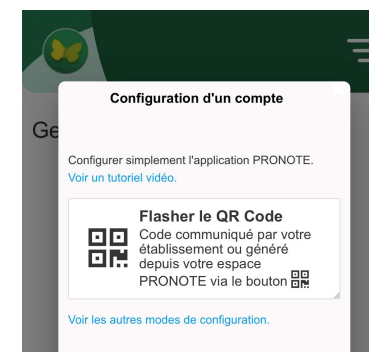 Configuration d'un compte
Ge
Configurer simplement l'application PRONOTE.
Voir un tutoriel vidéo.
Flasher le QR Code
Code communiqué par votre
établissement ou généré
depuis votre espace
PRONOTE via le bouton
Voir les autres modes de configuration.